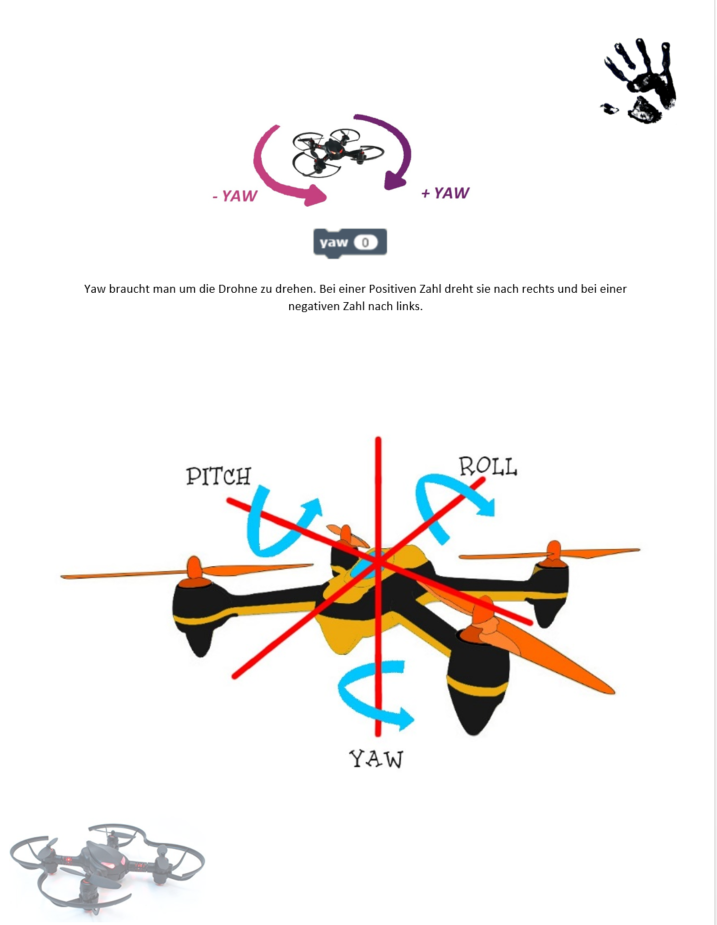 - YAW
+ YAW
yaw 0
Yaw braucht man um die Drohne zu drehen. Bei einer Positiven Zahl dreht sie nach rechts und bei einer
negativen Zahl nach links.
PITCH
ROLL
YAW